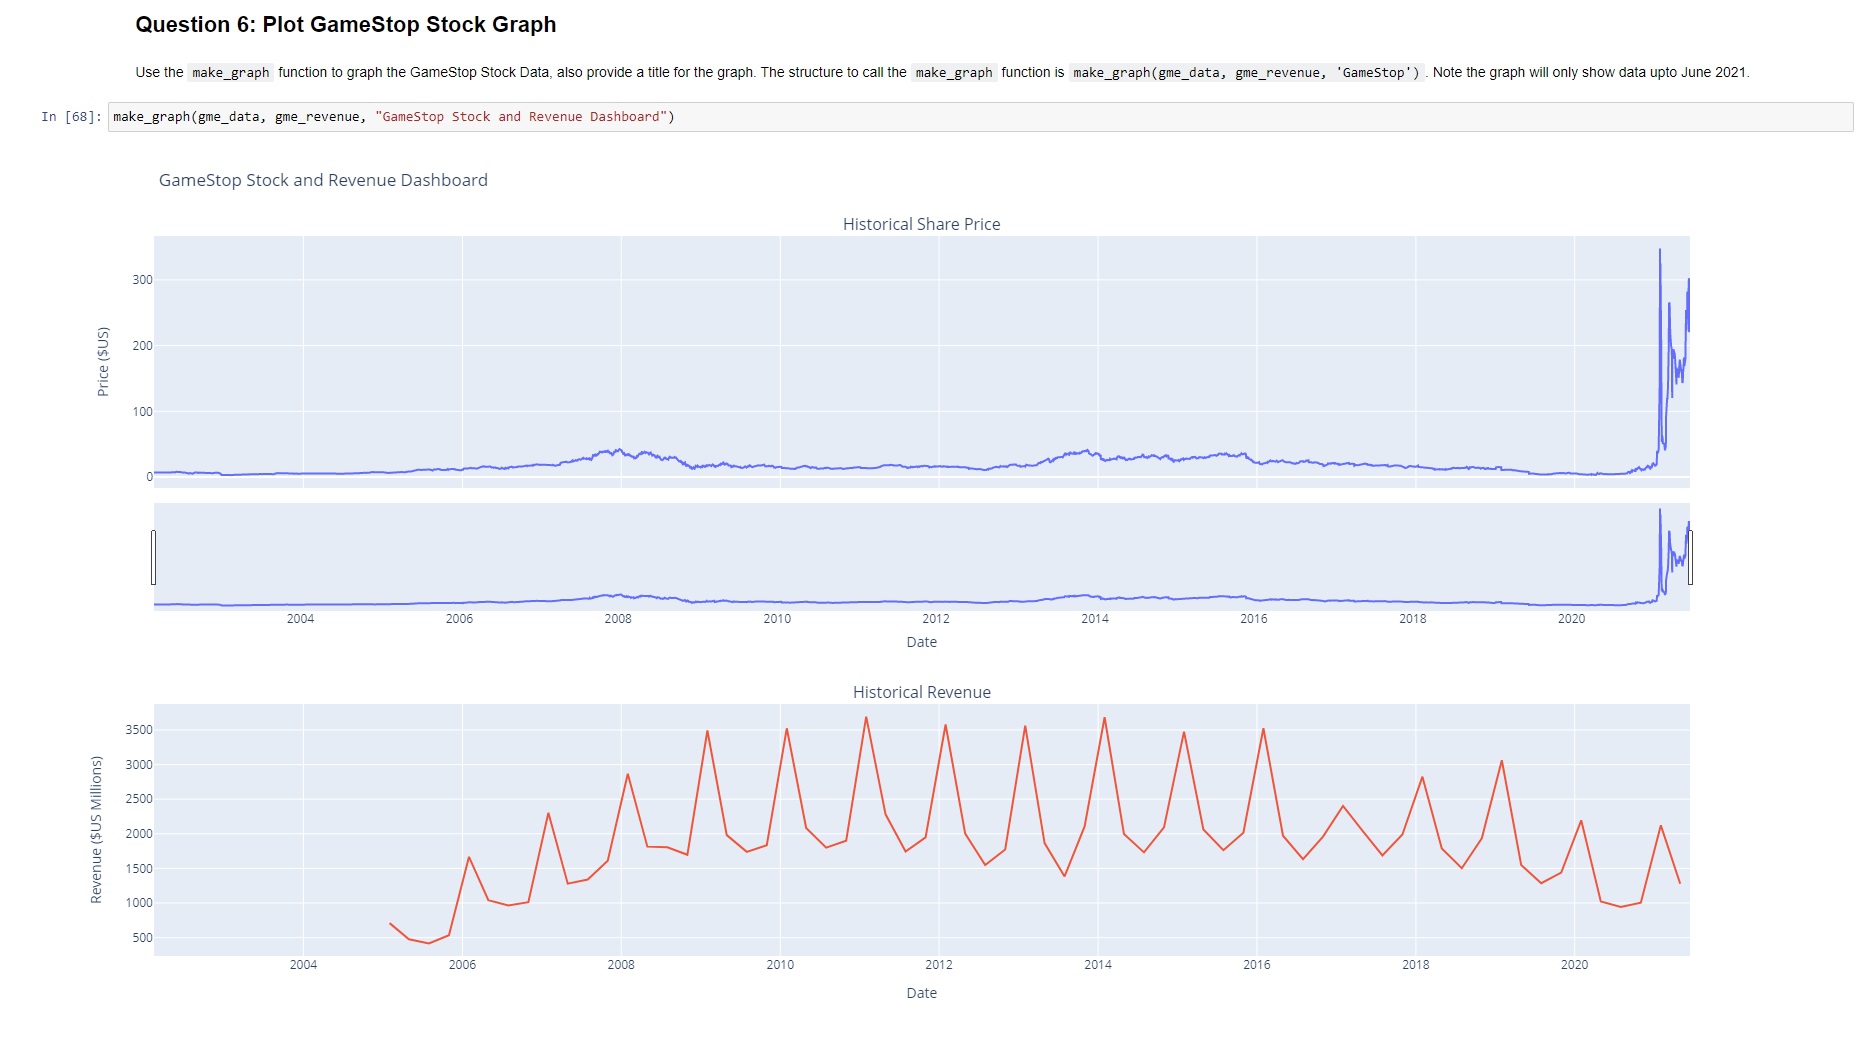 Question 6: Plot GameStop Stock Graph
Use the make_graph function to graph the GameStop Stock Data, also provide a title for the graph. The structure to call the make_graph function is make_graph(gme_data, gme_revenue, 'GameStop') . Note the graph will only show data upto June 2021.
In [68]: make_graph(gme_data, gme_revenue, "GameStop Stock and Revenue Dashboard")
GameStop Stock and Revenue Dashboard
Historical Share Price
Price ($US)
300
200
100
0
2004 2006 2008 2010 2012 2014 2016 2018 2020
Date
Historical Revenue
Revenue ($US Millions)
3500
3000
2500
2000
1500
1000
500
2004 2006 2008 2010 2012 2014 2016 2018 2020
Date